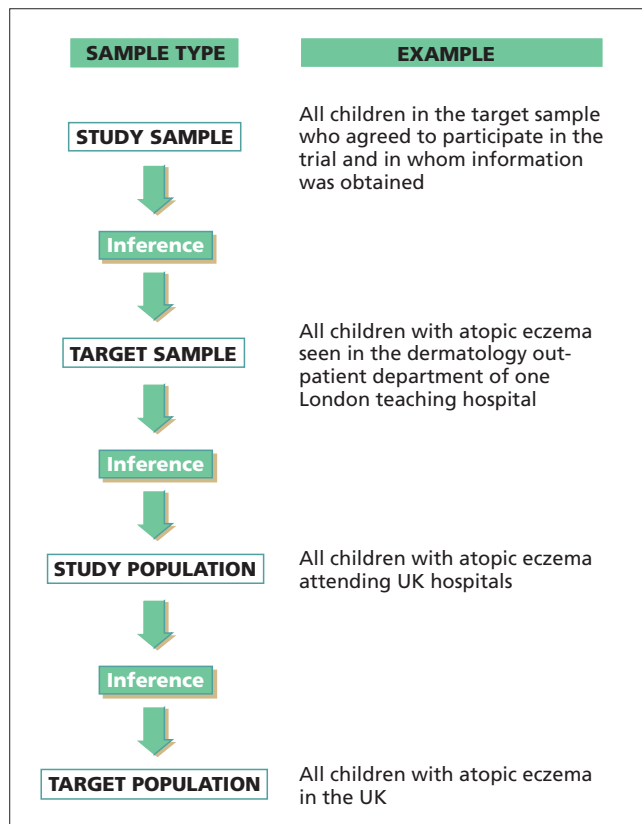 SAMPLE TYPE
EXAMPLE
STUDY SAMPLE
All children in the target sample
who agreed to participate in the
trial and in whom information
was obtained
Inference
TARGET SAMPLE
All children with atopic eczema
seen in the dermatology out-
patient department of one
London teaching hospital
Inference
STUDY POPULATION
All children with atopic eczema
attending UK hospitals
Inference
TARGET POPULATION
All children with atopic eczema
in the UK